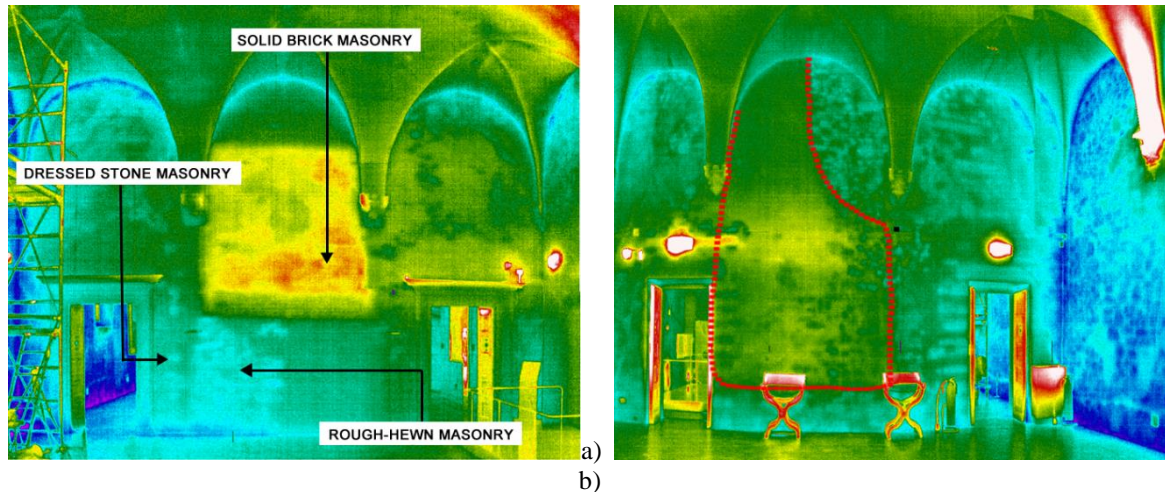 SOLID BRICK MASONRY
DRESSED STONE MASONRY
ROUGH-HEWN MASONRY
a)
b)